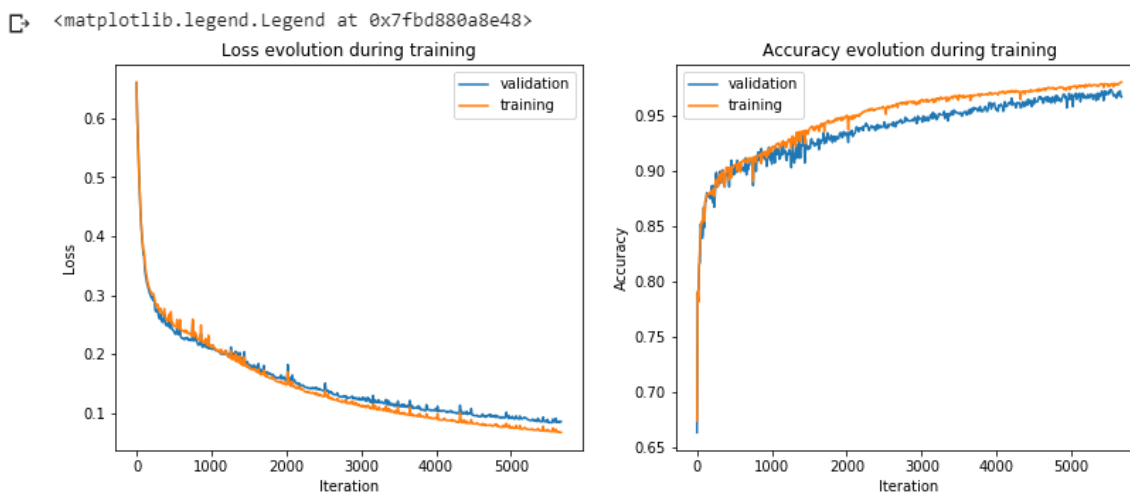 <matplotlib.legend.Legend at 0x7fbd880a8e48>
Loss evolution during training
validation
training
0.6
0.5
0.4
0.3
0.2
0.1
Loss
0 1000 2000 3000 4000 5000
Iteration
Accuracy evolution during training
validation
training
0.95
0.90
0.85
0.80
0.75
0.70
0.65
Accuracy
0 1000 2000 3000 4000 5000
Iteration